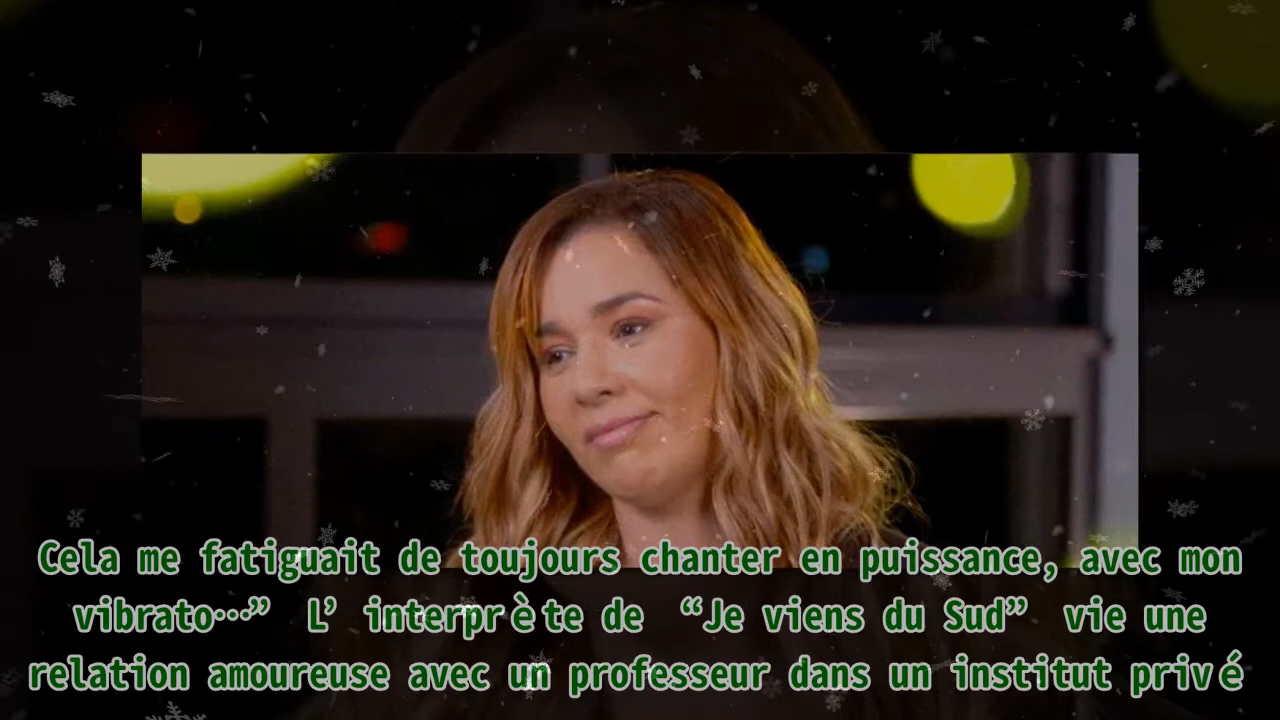 Cela me fatiguait de toujours chanter en puissance, avec mon
vibrato…” L’ interprète de “Je viens du Sud” vie une
relation amoureuse avec un professeur dans un institut privé